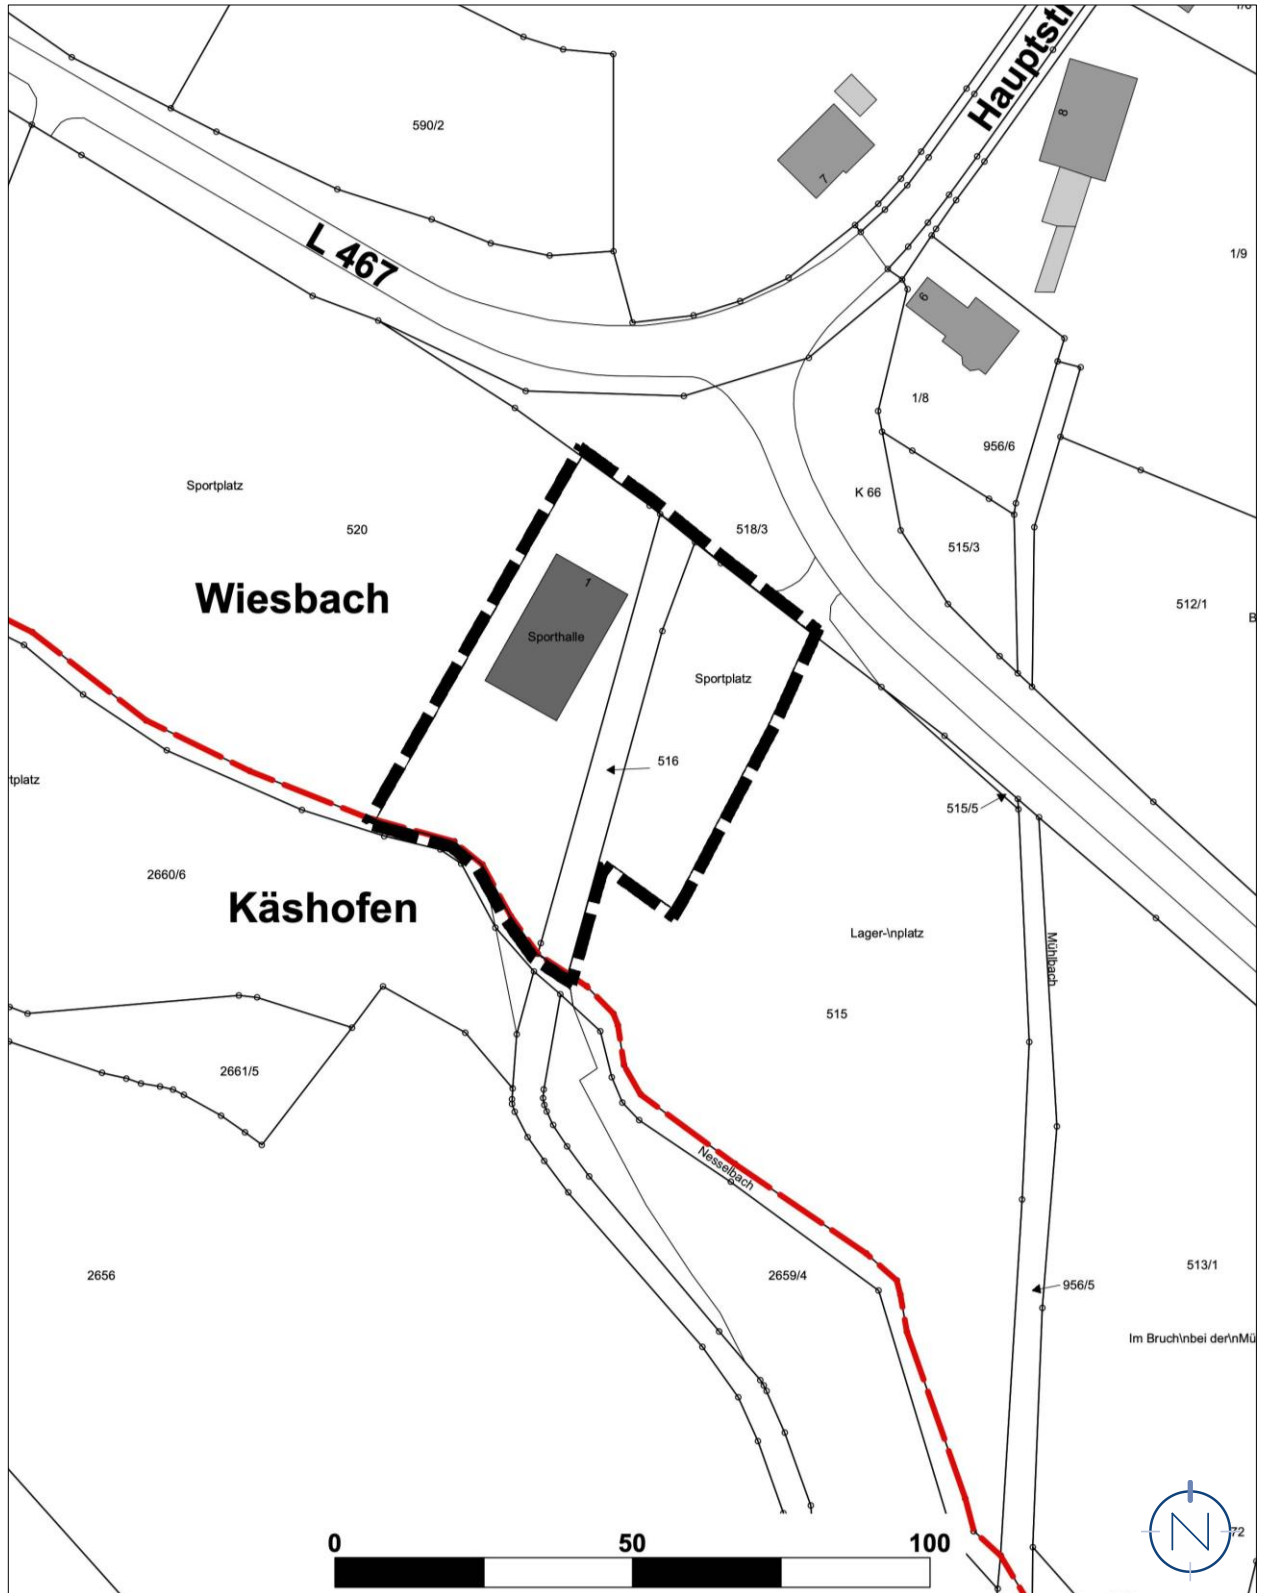 590/2
Hauptst
8
7
1/9
L 467
6
1/8
956/6
Sportplatz
520
K 66
518/3
515/3
Wiesbach
1
512/1
B
Sporthalle
Sportplatz
516
tplatz
515/5
2660/6
Käshofen
Lager-\nplatz
Mühlbach
515
2661/5
Nesselbach
513/1
2656
2659/4
956/5
Im Bruch\nbei der\nMü
0
50
100
N
72